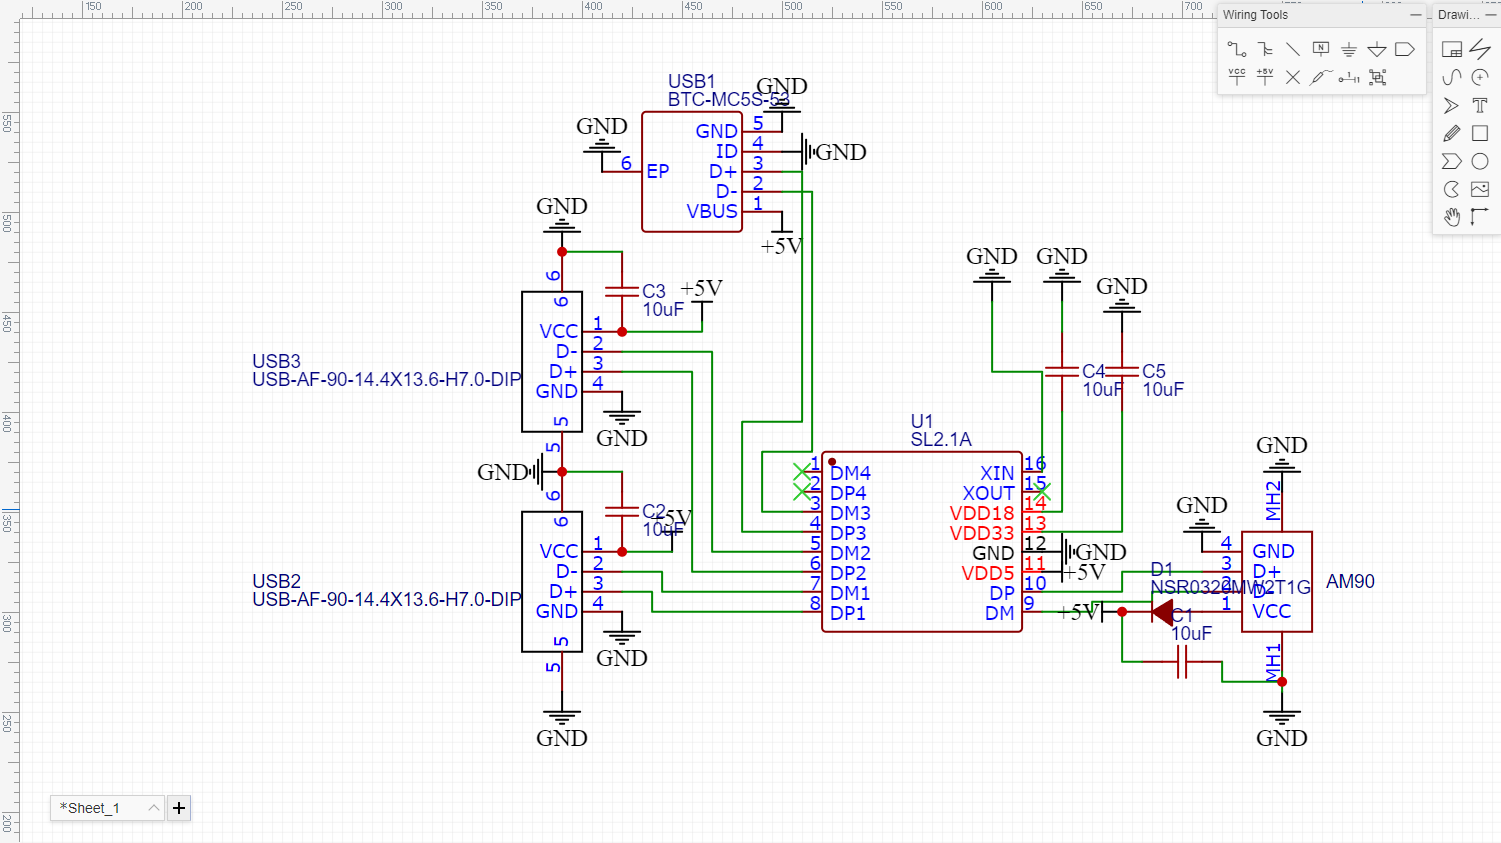 150
200
250
300
350
400
450
500
550
600
650
700
Wiring Tools
Drawi...
N
VCC
+5V
T
550
500
450
400
350
300
250
200
USB1
BTC-MC5S-53
GND
GND
GND
GND 5
ID 4
D+ 3
D- 2
VBUS 1
6 EP
+5V
GND
6
6
C3
10uF
+5V
VCC 1
D- 2
D+ 3
GND 4
USB3
USB-AF-90-14.4X13.6-H7.0-DIP
5
5
GND
GND
6
6
C2
10uF
+5V
VCC 1
D- 2
D+ 3
GND 4
USB2
USB-AF-90-14.4X13.6-H7.0-DIP
5
5
GND
GND
GND
GND
GND
C4
10uF
C5
10uF
U1
SL2.1A
1 DM4
2 DP4
3 DM3
4 DP3
5 DM2
6 DP2
7 DM1
8 DP1
XIN 16
XOUT 15
VDD18 14
VDD33 13
GND 12
VDD5 11
DP 10
DM 9
GND
+5V
+5V
D1
NSR0320MW2T1G
C1
10uF
GND
GND
MH2
4 GND
3 D+
2 D-
1 VCC
AM90
MH1
GND
*Sheet_1
+